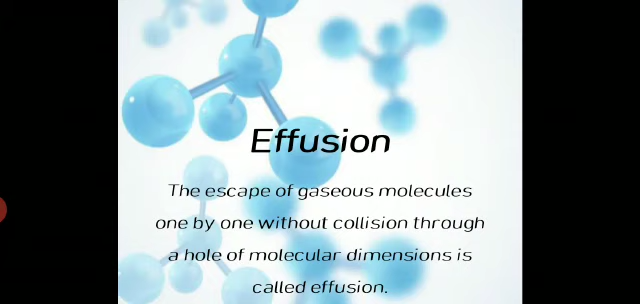 Effusion
The escape of gaseous molecules
one by one without collision through
a hole of molecular dimensions is
called effusion.